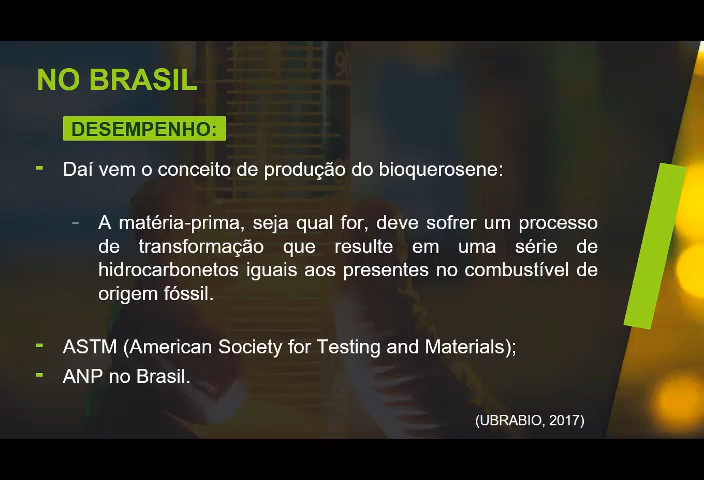 NO BRASIL
DESEMPENHO:
- Daí vem o conceito de produção do bioquerosene:
- A matéria-prima, seja qual for, deve sofrer um processo
de transformação que resulte em uma série de
hidrocarbonetos iguais aos presentes no combustível de
origem fóssil.
- ASTM (American Society for Testing and Materials);
- ANP no Brasil.
(UBRABIO, 2017)